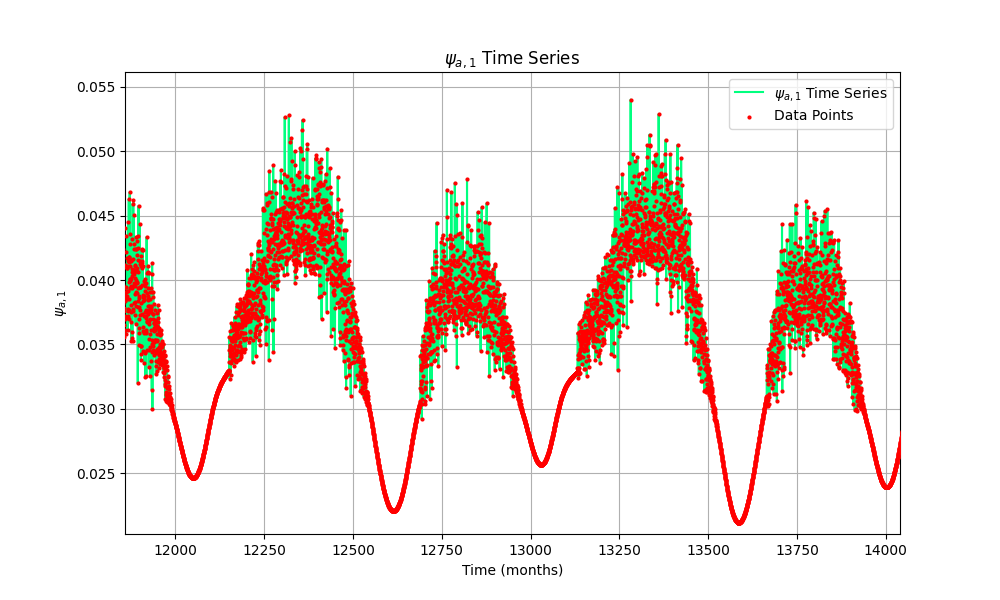 ψa,1 Time Series
0.055
0.050
0.045
0.040
0.035
0.030
0.025
ψa,1
12000 12250 12500 12750 13000 13250 13500 13750 14000
Time (months)
ψa,1 Time Series
Data Points